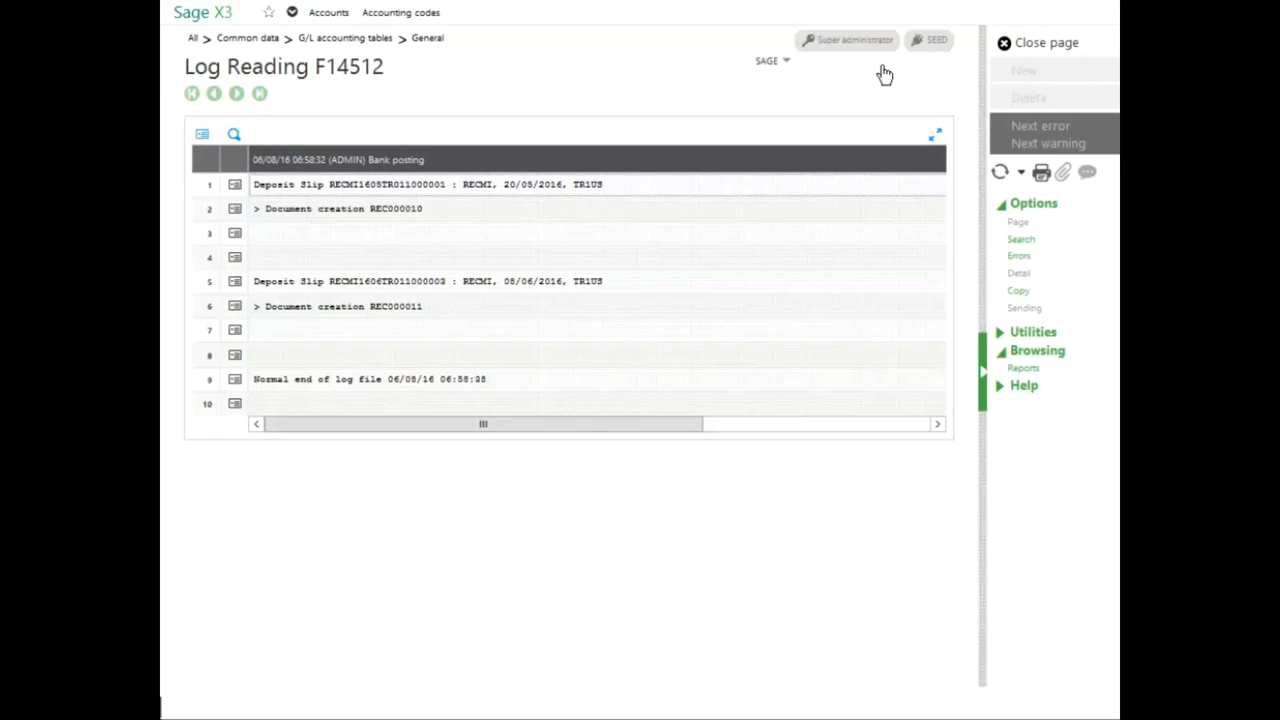 Sage X3 Accounts Accounting codes
All > Common data > G/L accounting tables > General
Super administrator SEED
Log Reading F14512
SAGE
06/08/16 06:58:32 (ADMIN) Bank posting
1 Deposit Slip RECMI1605TR011000001 : RECMI, 20/05/2016, TR1US
2 > Document creation REC000010
3
4
5 Deposit Slip RECMI1606TR011000003 : RECMI, 08/06/2016, TR1US
6 > Document creation REC000011
7
8
9 Normal end of log file 06/08/16 06:58:38
10
Close page
New
Delete
Next error
Next warning
Options
Page
Search
Errors
Detail
Copy
Sending
Utilities
Browsing
Reports
Help